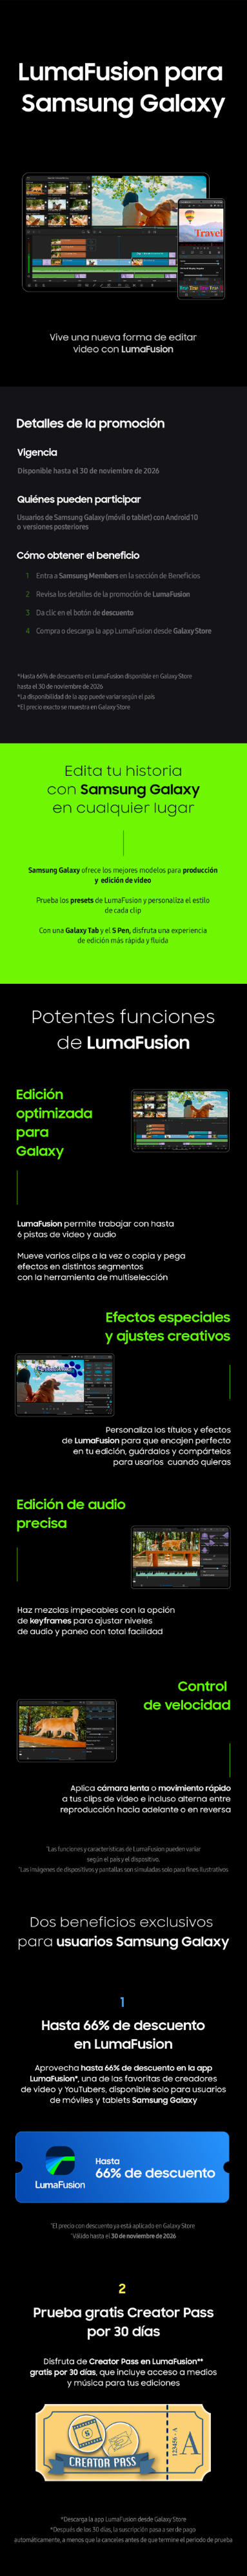 LumaFusion para
Samsung Galaxy
Travel
Vive una nueva forma de editar
video con LumaFusion
Detalles de la promoción
Vigencia
Disponible hasta el 30 de noviembre de 2026
Quiénes pueden participar
Usuarios de Samsung Galaxy (móvil o tablet) con Android 10
o versiones posteriores
Cómo obtener el beneficio
1 Entra a Samsung Members en la sección de Beneficios
2 Revisa los detalles de la promoción de LumaFusion
3 Da clic en el botón de descuento
4 Compra o descarga la app LumaFusion desde Galaxy Store
*Hasta 66% de descuento en LumaFusion disponible en Galaxy Store
hasta el 30 de noviembre de 2026
*La disponibilidad de la app puede variar según el país
*El precio exacto se muestra en Galaxy Store
Edita tu historia
con Samsung Galaxy
en cualquier lugar
Samsung Galaxy ofrece los mejores modelos para producción
y edición de video
Prueba los presets de LumaFusion y personaliza el estilo
de cada clip
Con una Galaxy Tab y el S Pen, disfruta una experiencia
de edición más rápida y fluida
Potentes funciones
de LumaFusion
Edición
optimizada
para
Galaxy
LumaFusion permite trabajar con hasta
6 pistas de video y audio
Mueve varios clips a la vez o copia y pega
efectos en distintos segmentos
con la herramienta de multiselección
Efectos especiales
y ajustes creativos
Personaliza los títulos y efectos
de LumaFusion para que encajen perfecto
en tu edición, guárdalos y compártelos
para usarlos cuando quieras
Edición de audio
precisa
Haz mezclas impecables con la opción
de keyframes para ajustar niveles
de audio y paneo con total facilidad
Control
de velocidad
Aplica cámara lenta o movimiento rápido
a tus clips de video e incluso alterna entre
reproducción hacia adelante o en reversa
*Las funciones y características de LumaFusion pueden variar
según el país y el dispositivo.
*Las imágenes de dispositivos y pantallas son simuladas solo para fines ilustrativos
Dos beneficios exclusivos
para usuarios Samsung Galaxy
1
Hasta 66% de descuento
en LumaFusion
Aprovecha hasta 66% de descuento en la app
LumaFusion*, una de las favoritas de creadores
de video y YouTubers, disponible solo para usuarios
de móviles y tablets Samsung Galaxy
LumaFusion
Hasta
66% de descuento
*El precio con descuento ya está aplicado en Galaxy Store
*Válido hasta el 30 de noviembre de 2026
2
Prueba gratis Creator Pass
por 30 días
Disfruta de Creator Pass en LumaFusion**
gratis por 30 días, que incluye acceso a medios
y música para tus ediciones
CREATOR PASS
123456 - A
A
*Descarga la app LumaFusion desde Galaxy Store
*Después de los 30 días, la suscripción pasa a ser de pago
automáticamente, a menos que la canceles antes de que termine el periodo de prueba